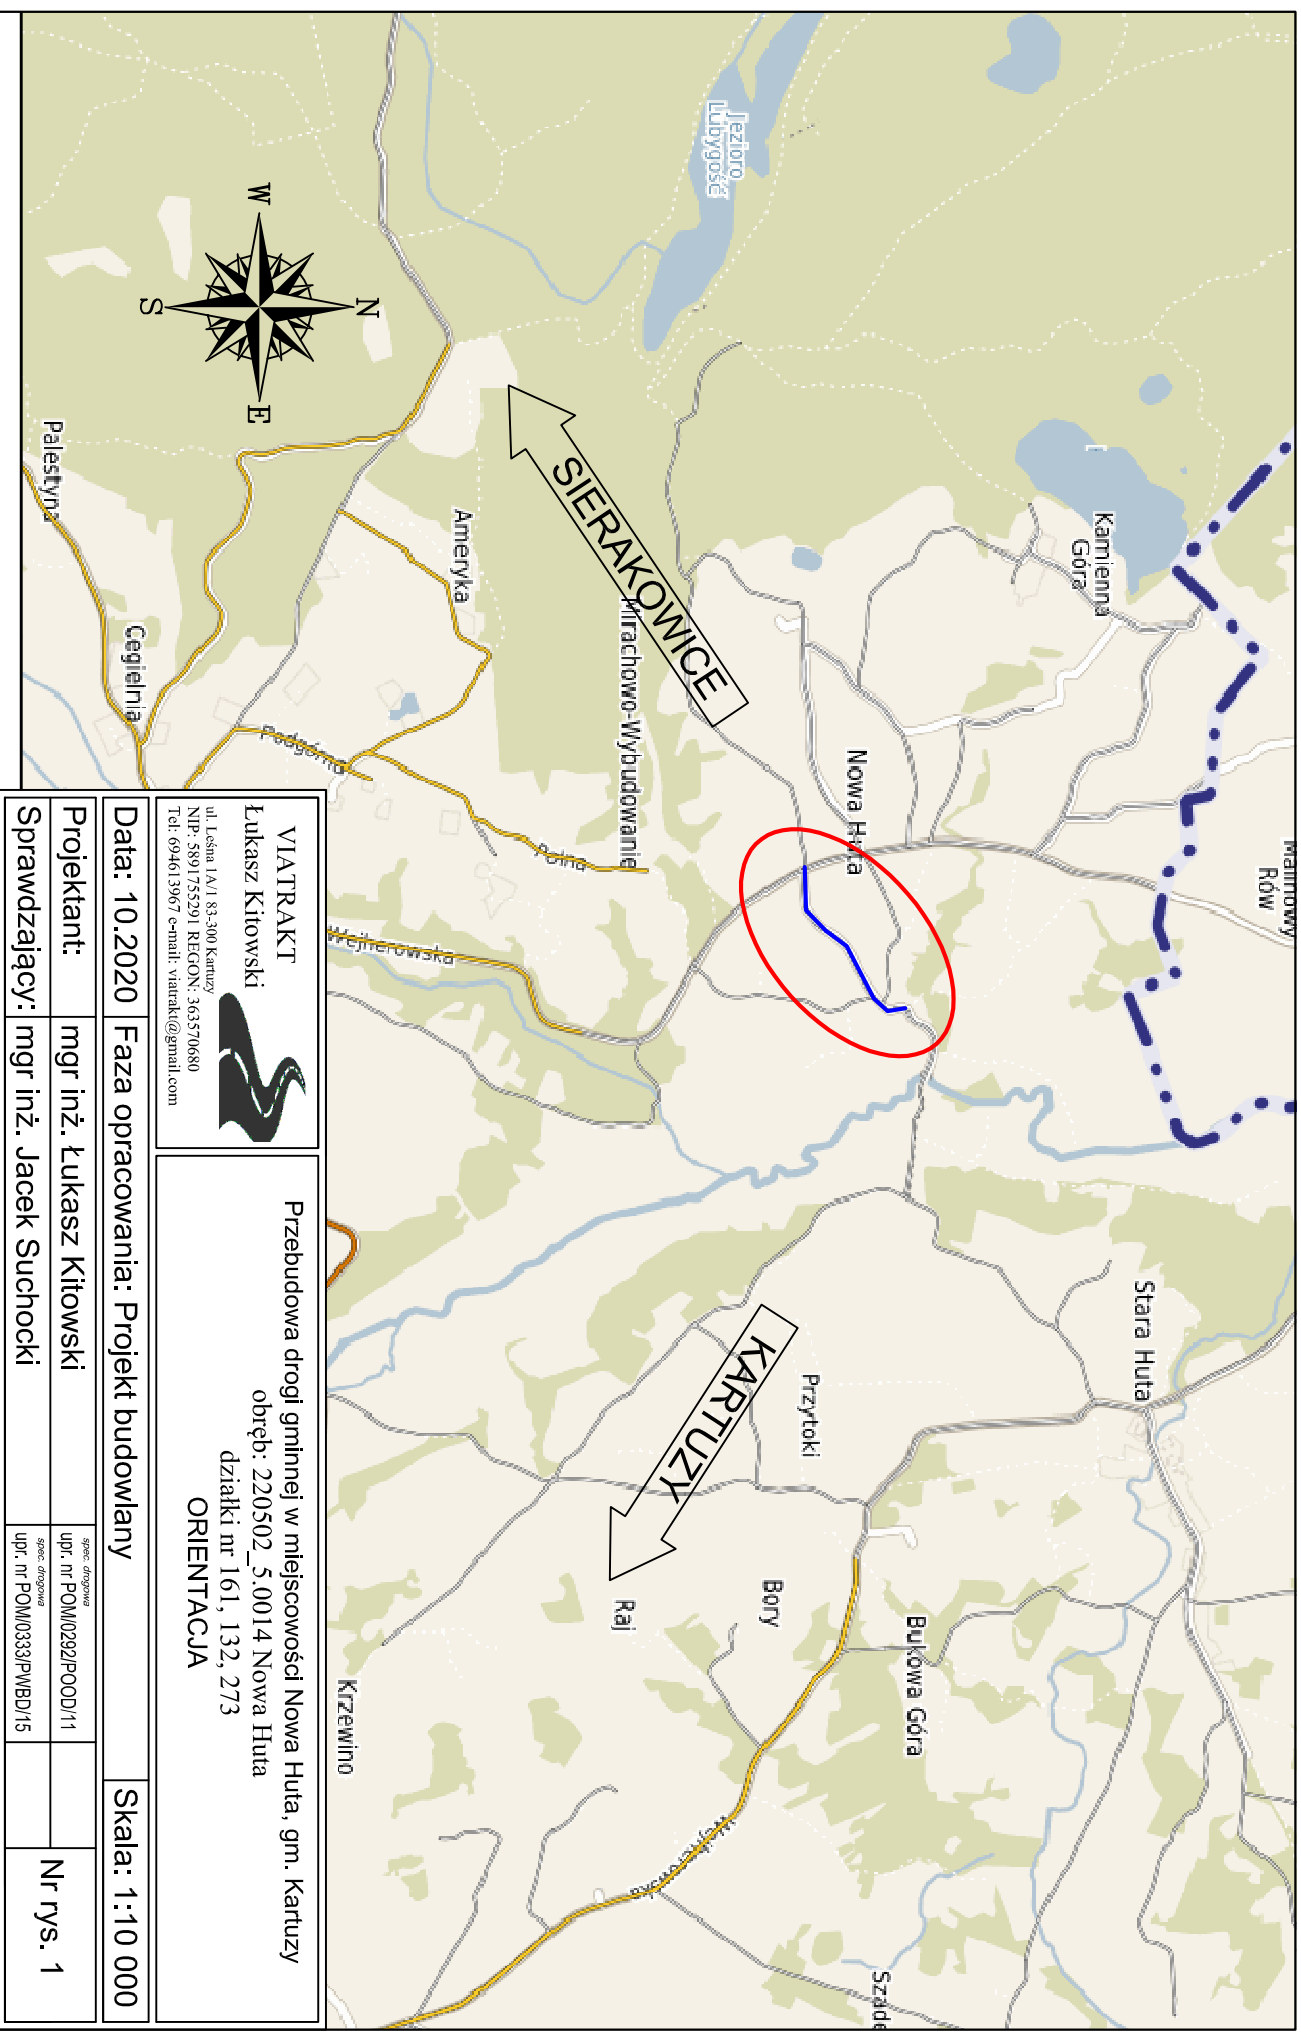 Malinowy
Rów
Kamienna
Góra
Jezioro
Lubygość
Stara Huta
Nowa Huta
Bukowa Góra
Szade
Przytoki
Bory
Raj
SIERAKOWICE
KARTUZY
Mirachowo-Wybudowanie
Ameryka
Polna
Podgórna
Wejherowska
Wejherowska
Krzewino
Cegielnia
Palestyna
N
W
E
S
VIATRAKT
Łukasz Kitowski
ul. Leśna 1A/1 83-300 Kartuzy
NIP: 5891755291 REGON: 363570680
Tel: 694613967 e-mail: viatrakt@gmail.com
Przebudowa drogi gminnej w miejscowości Nowa Huta, gm. Kartuzy
obręb: 220502_5.0014 Nowa Huta
działki nr 161, 132, 273
ORIENTACJA
Data: 10.2020 Faza opracowania: Projekt budowlany Skala: 1:10 000
Projektant: mgr inż. Łukasz Kitowski
spec. drogowa
upr. nr POM/0292/POOD/11
Sprawdzający: mgr inż. Jacek Suchocki
spec. drogowa
upr. nr POM/0333/PWBD/15
Nr rys. 1